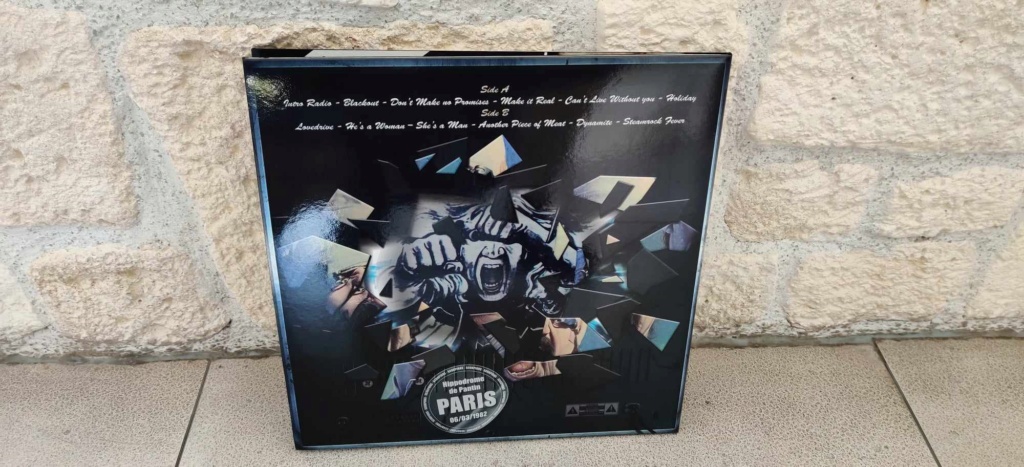 Side A
Intro Radio - Blackout - Don't Make no Promises - Make it Real - Can't Live Without you - Holiday
Side B
Lovedrive - He's a Woman - She's a Man - Another Piece of Meat - Dynamite - Steamrock Fever
Hippodrome
de Pantin
PARIS
06/03/1982